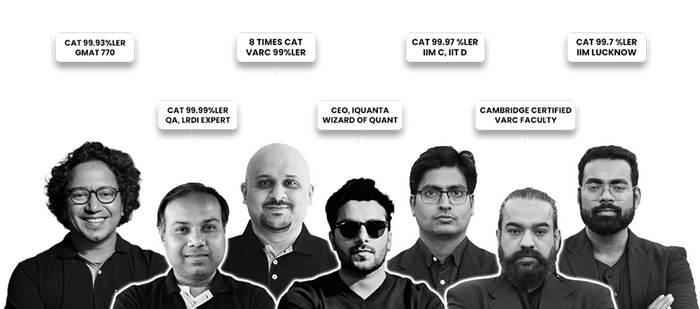 CAT 99.93%LER
GMAT 770
8 TIMES CAT
VARC 99%LER
CAT 99.97 %LER
IIM C, IIT D
CAT 99.7 %LER
IIM LUCKNOW
CAT 99.99%LER
QA, LRDI EXPERT
CEO, IQUANTA
WIZARD OF QUANT
CAMBRIDGE CERTIFIED
VARC FACULTY